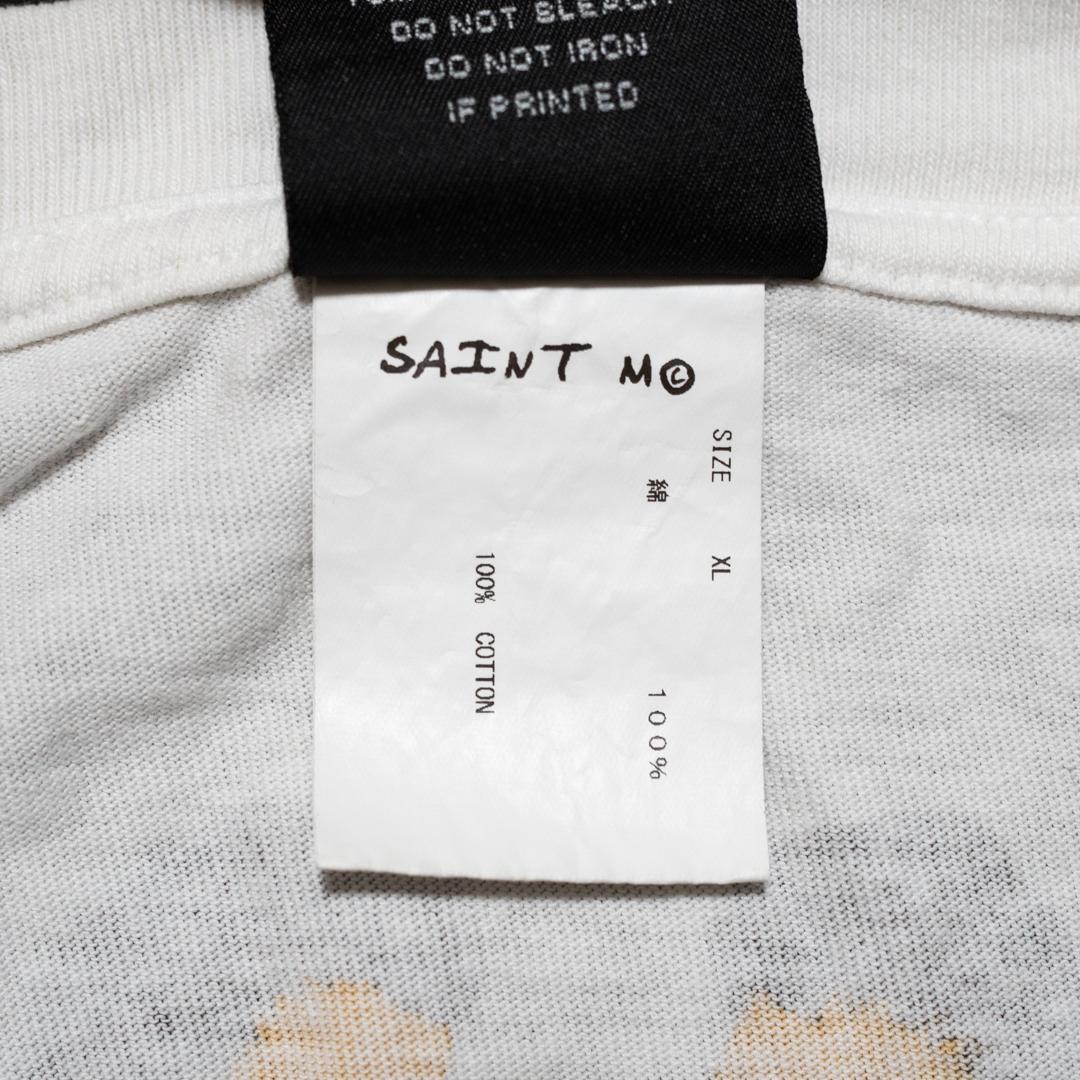 DO NOT BLEACH
DO NOT IRON
IF PRINTED
SAINT M©
SIZE XL
綿 100%
100% COTTON